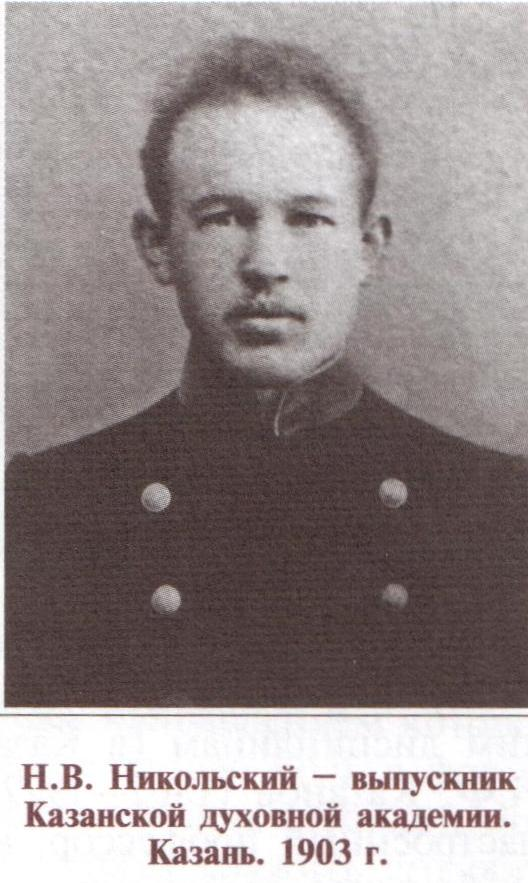 Н.В. Никольский – выпускник
Казанской духовной академии.
Казань. 1903 г.